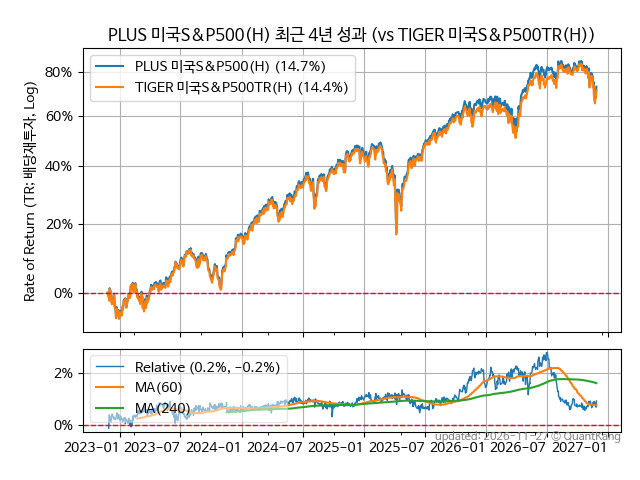 PLUS 미국S&P500(H) 최근 4년 성과 (vs TIGER 미국S&P500TR(H))
PLUS 미국S&P500(H) (14.7%)
TIGER 미국S&P500TR(H) (14.4%)
Rate of Return (TR: 배당재투자, Log)
80%
60%
40%
20%
0%
Relative (0.2%, -0.2%)
MA(60)
MA(240)
2%
0%
updated: 2026-11-27 © QuantKang
2023-01 2023-07 2024-01 2024-07 2025-01 2025-07 2026-01 2026-07 2027-01